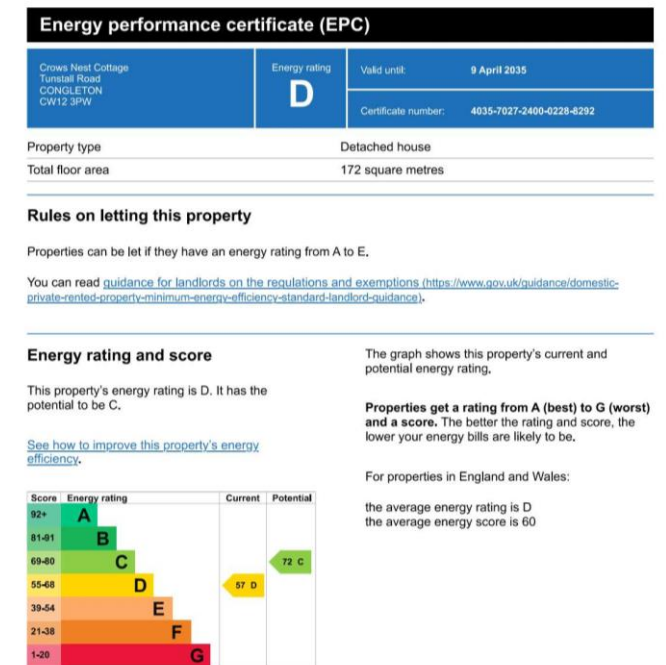 Energy performance certificate (EPC)
Crows Nest Cottage
Tunstall Road
CONGLETON
CW12 3PW
Energy rating
D
Valid until:
9 April 2035
Certificate number:
4035-7027-2400-0228-8292
Property type
Detached house
Total floor area
172 square metres
Rules on letting this property
Properties can be let if they have an energy rating from A to E.
You can read guidance for landlords on the regulations and exemptions (https://www.gov.uk/guidance/domestic-
private-rented-property-minimum-energy-efficiency-standard-landlord-guidance).
Energy rating and score
This property's energy rating is D. It has the
potential to be C.
See how to improve this property's energy
efficiency.
Score Energy rating Current Potential
92+ A
81-91 B
69-80 C 72 C
55-68 D 57 D
39-54 E
21-38 F
1-20 G
The graph shows this property's current and
potential energy rating.
Properties get a rating from A (best) to G (worst)
and a score. The better the rating and score, the
lower your energy bills are likely to be.
For properties in England and Wales:
the average energy rating is D
the average energy score is 60